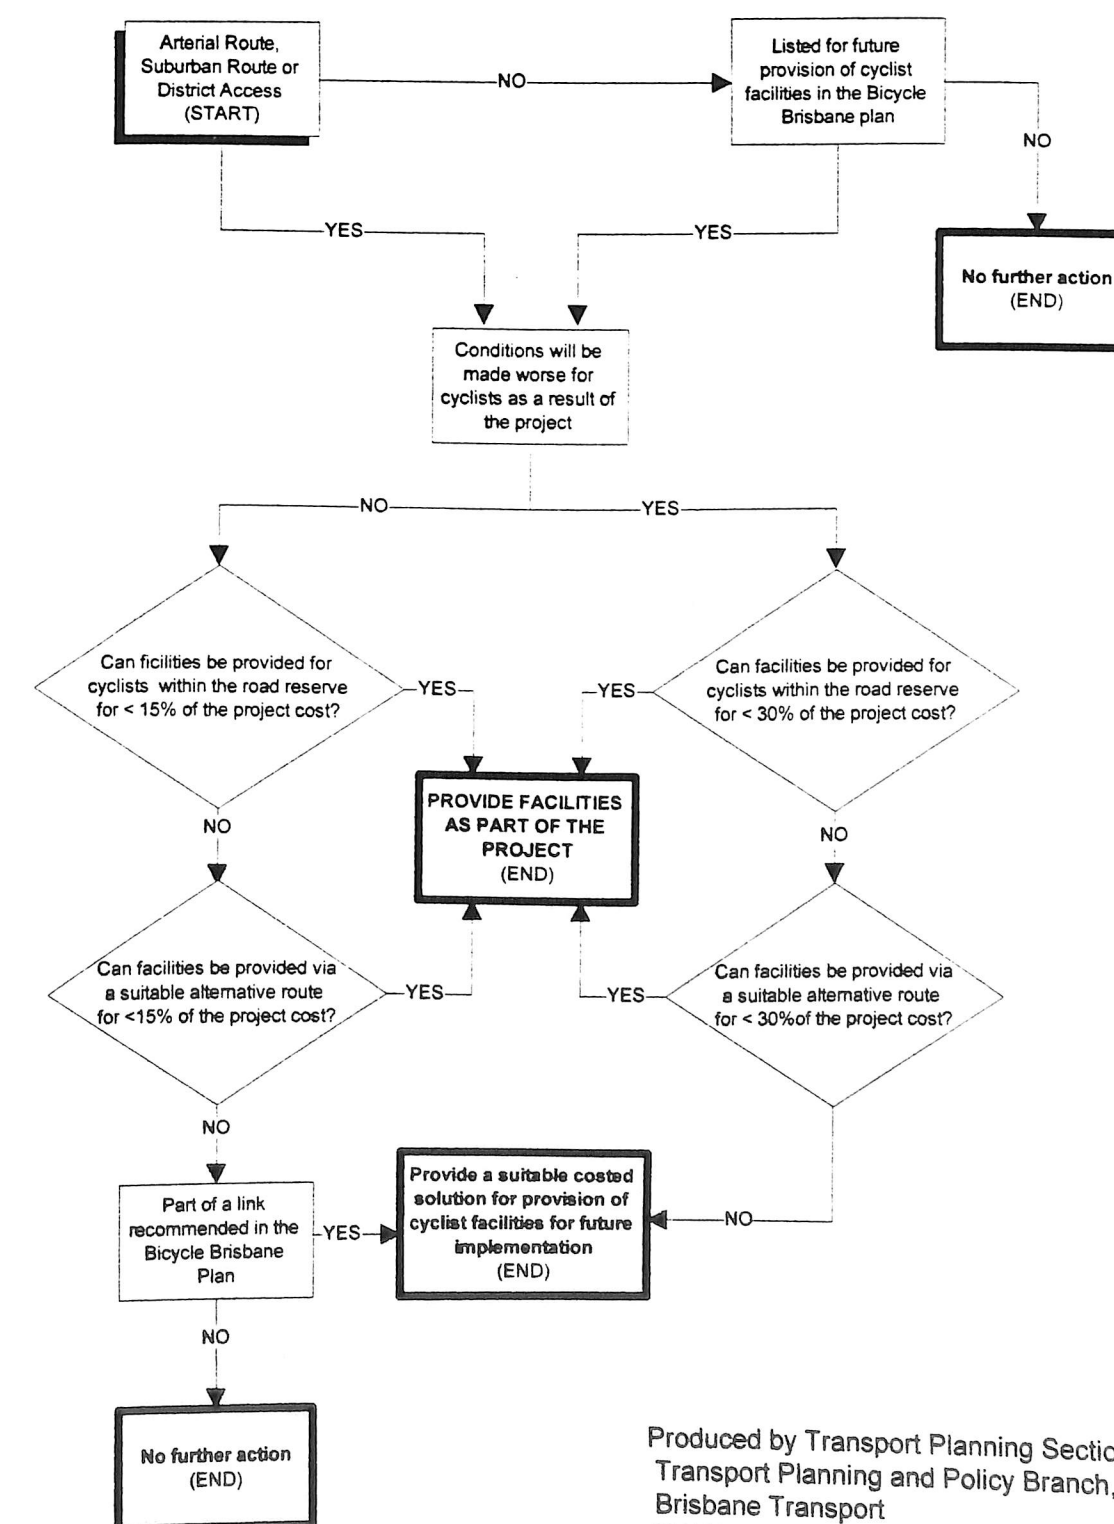 Arterial Route,
Suburban Route or
District Access
(START)
NO
Listed for future
provision of cyclist
facilities in the Bicycle
Brisbane plan
NO
YES
YES
No further action
(END)
Conditions will be
made worse for
cyclists as a result of
the project
NO
YES
Can ficilities be provided for
cyclists within the road reserve
for < 15% of the project cost?
YES
YES
Can facilities be provided for
cyclists within the road reserve
for < 30% of the project cost?
PROVIDE FACILITIES
AS PART OF THE
PROJECT
(END)
NO
NO
Can facilities be provided via
a suitable alternative route
for <15% of the project cost?
YES
YES
Can facilities be provided via
a suitable alternative route
for < 30%of the project cost?
NO
Part of a link
recommended in the
Bicycle Brisbane
Plan
YES
Provide a suitable costed
solution for provision of
cyclist facilities for future
implementation
(END)
NO
NO
No further action
(END)
Produced by Transport Planning Sectio
Transport Planning and Policy Branch,
Brisbane Transport